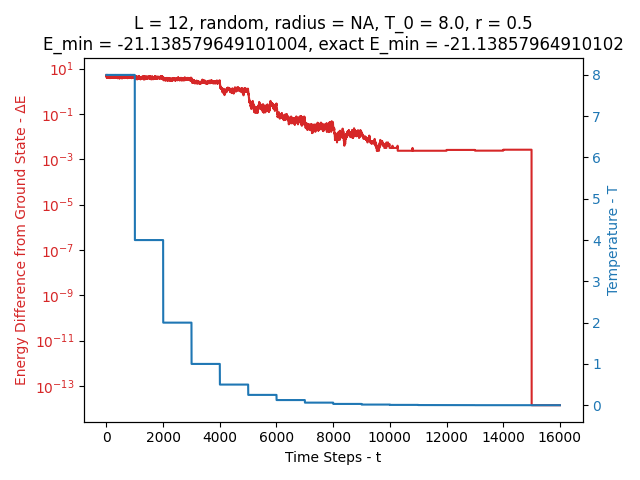 L = 12, random, radius = NA, T_0 = 8.0, r = 0.5
E_min = -21.138579649101004, exact E_min = -21.13857964910102
Energy Difference from Ground State - ΔE
10¹
10⁻¹
10⁻³
10⁻⁵
10⁻⁷
10⁻⁹
10⁻¹¹
10⁻¹³
8
7
6
5
4
3
2
1
0
Temperature - T
0 2000 4000 6000 8000 10000 12000 14000 16000
Time Steps - t